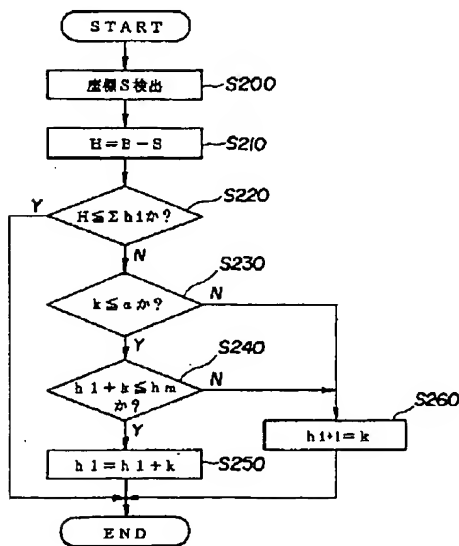 START
座標S検出
S200
H=B-S
S210
S220
Y
H≦Σhiか?
N
S230
k≦αか?
N
Y
S240
hi+k≦hm
か?
N
Y
S260
hi+1=k
hi=hi+k
S250
END